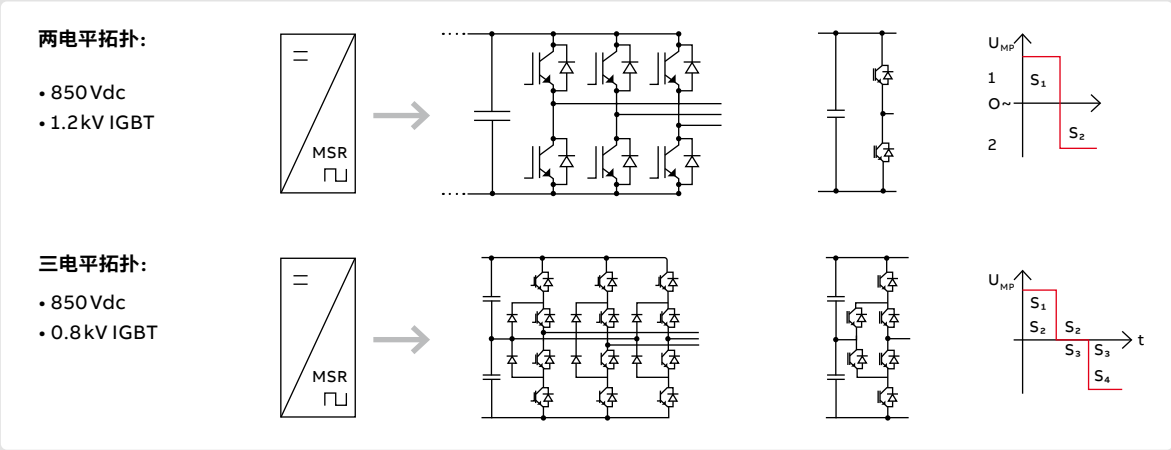 两电平拓扑：
• 850 Vdc
• 1.2 kV IGBT
MSR
U_MP
1
S₁
0~
2
S₂
三电平拓扑：
• 850 Vdc
• 0.8 kV IGBT
MSR
U_MP
S₁
S₂ S₂
t
S₃ S₃
S₄